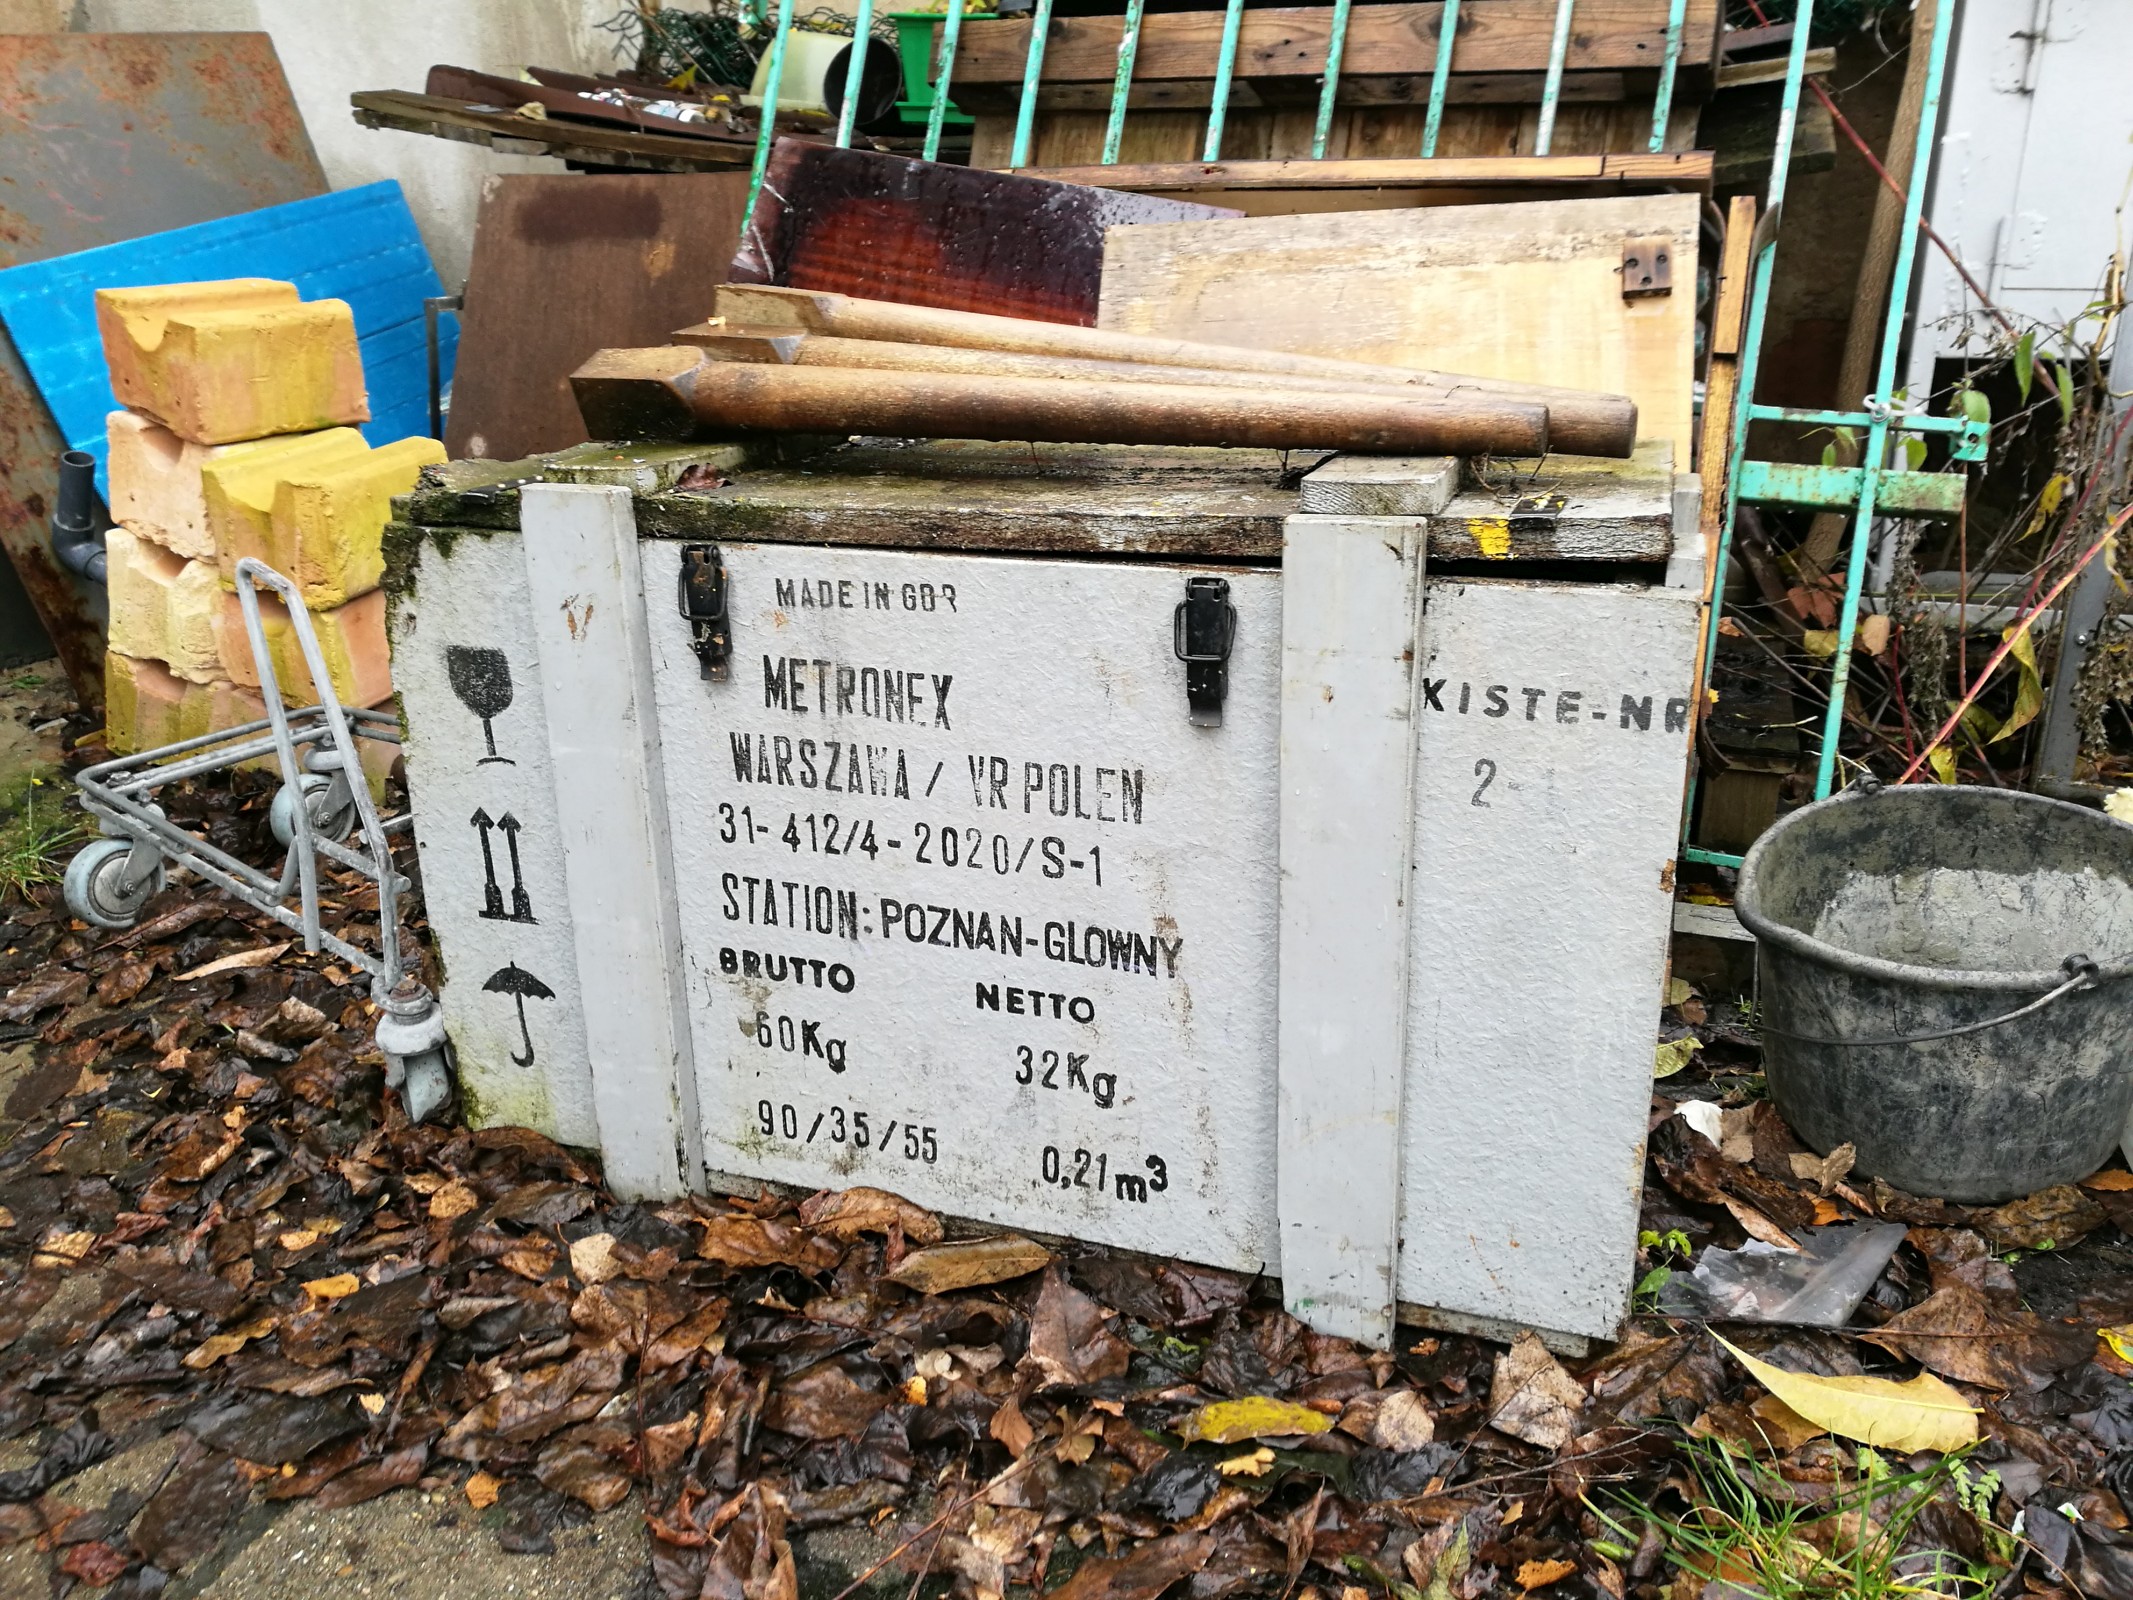 MADE IN GDR
METRONEX
WARSZAWA / VR POLEN
31-412/4-2020/S-1
STATION: POZNAN-GLOWNY
BRUTTO NETTO
60Kg 32Kg
90/35/55 0,21m³
KISTE-NR
2-